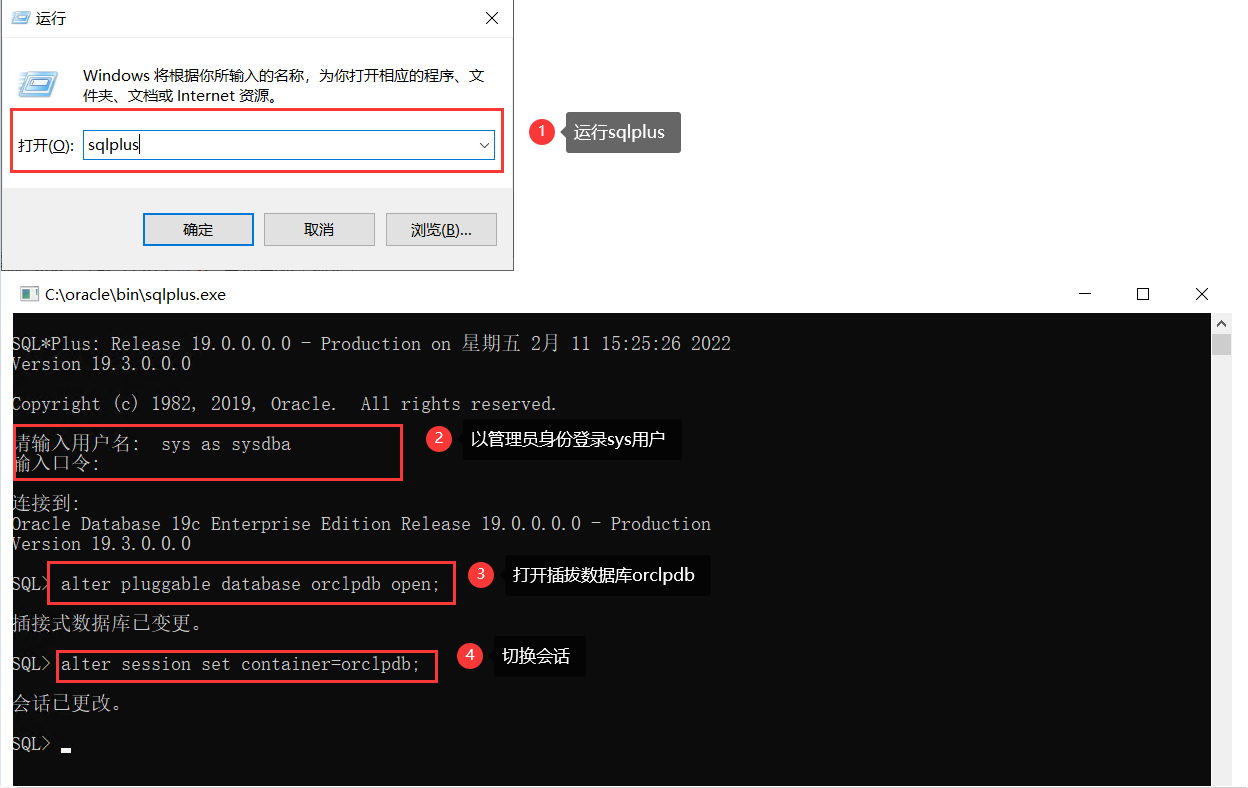 运行
Windows 将根据你所输入的名称，为你打开相应的程序、文
件夹、文档或 Internet 资源。
打开(O): sqlplus
1 运行sqlplus
确定 取消 浏览(B)...
C:\oracle\bin\sqlplus.exe
SQL*Plus: Release 19.0.0.0.0 - Production on 星期五 2月 11 15:25:26 2022
Version 19.3.0.0.0
Copyright (c) 1982, 2019, Oracle.  All rights reserved.
请输入用户名:  sys as sysdba
输入口令:
2 以管理员身份登录sys用户
连接到:
Oracle Database 19c Enterprise Edition Release 19.0.0.0.0 - Production
Version 19.3.0.0.0
SQL> alter pluggable database orclpdb open;
3 打开插拔数据库orclpdb
插接式数据库已变更。
SQL> alter session set container=orclpdb;
4 切换会话
会话已更改。
SQL>